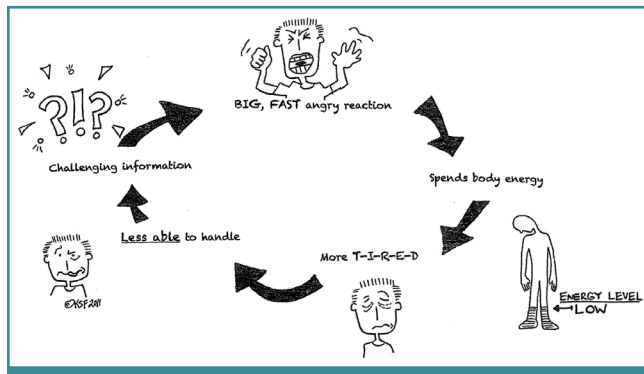 ?!?
BIG, FAST angry reaction
Challenging information
Spends body energy
Less able to handle
More T-I-R-E-D
ENERGY LEVEL
LOW
©KSF2011